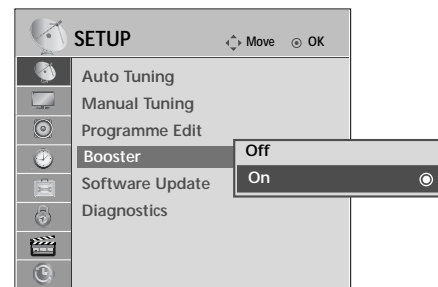 SETUP
Move OK
Auto Tuning
Manual Tuning
Programme Edit
Booster
Off
Software Update
On
Diagnostics